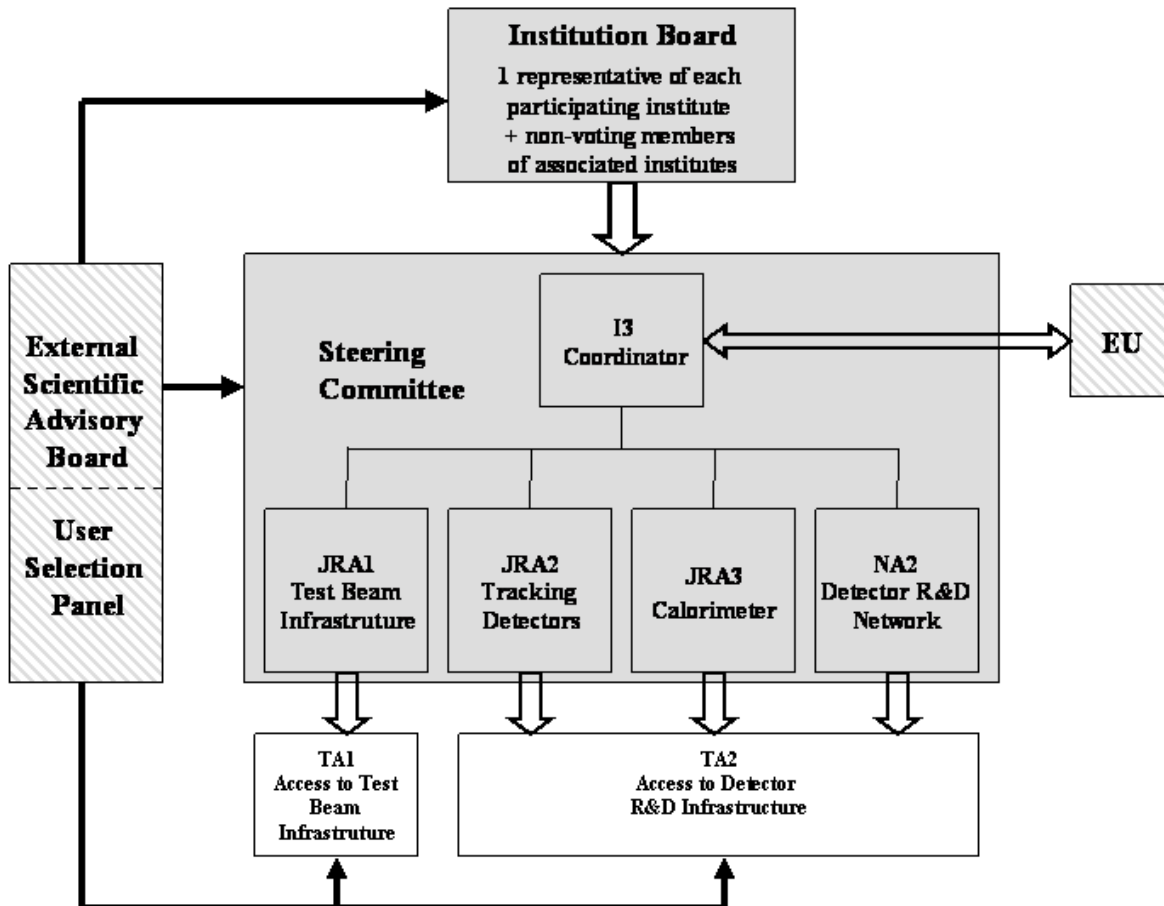 Institution Board
1 representative of each
participating institute
+ non-voting members
of associated institutes
External
Scientific
Advisory
Board
User
Selection
Panel
Steering
Committee
I3
Coordinator
EU
JRA1
Test Beam
Infrastruture
JRA2
Tracking
Detectors
JRA3
Calorimeter
NA2
Detector R&D
Network
TA1
Access to Test
Beam
Infrastruture
TA2
Access to Detector
R&D Infrastructure